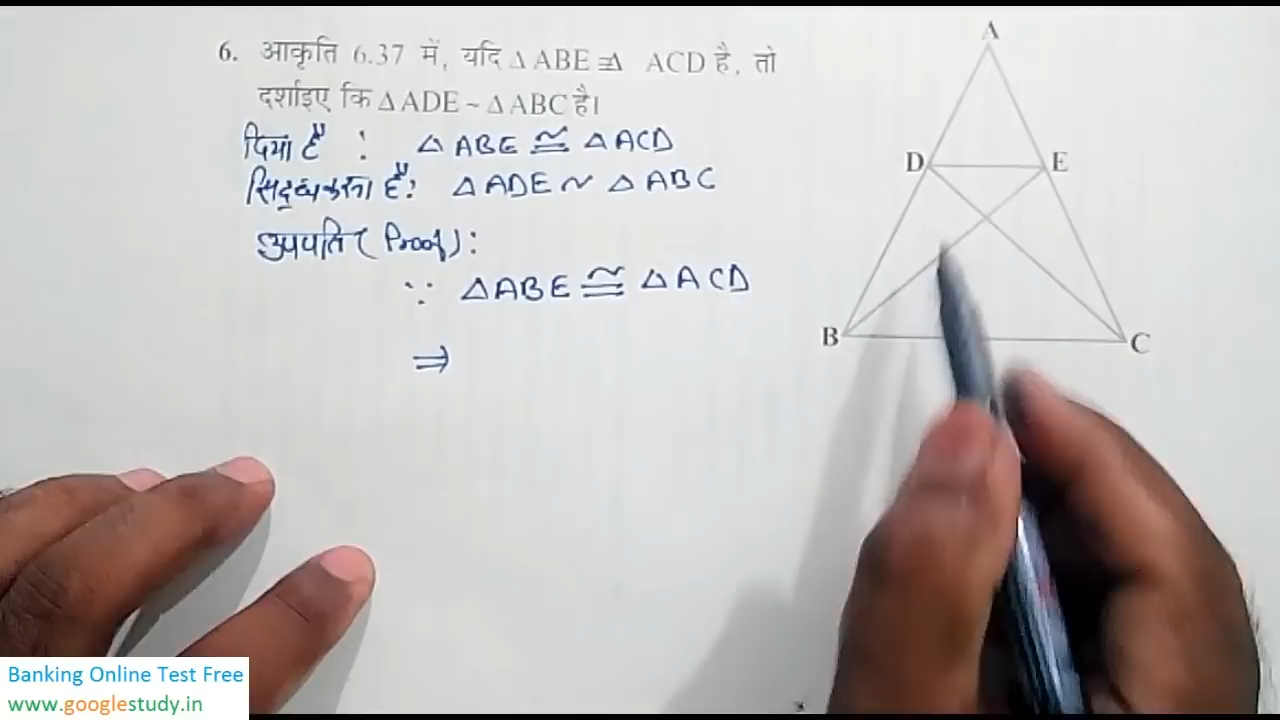 6. आकृति 6.37 में, यदि Δ ABE ≅ Δ ACD है, तो
दर्शाइए कि Δ ADE ~ Δ ABC है।
दिया है : Δ ABE ≅ Δ ACD
सिद्ध करना है: Δ ADE ~ Δ ABC
उपपति (Proof):
∵ Δ ABE ≅ Δ ACD
⇒
A
D E
B C
Banking Online Test Free
www.googlestudy.in